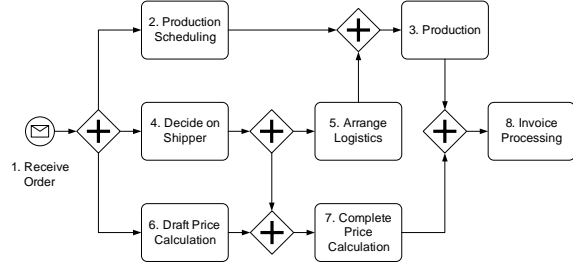 2. Production
Scheduling
3. Production
1. Receive
Order
4. Decide on
Shipper
5. Arrange
Logistics
8. Invoice
Processing
6. Draft Price
Calculation
7. Complete
Price
Calculation